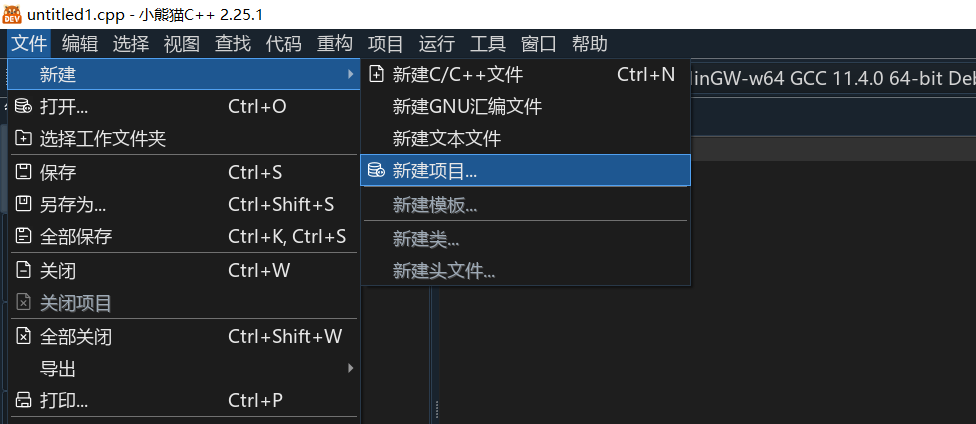 untitled1.cpp - 小熊猫C++ 2.25.1
文件 编辑 选择 视图 查找 代码 重构 项目 运行 工具 窗口 帮助
新建
打开... Ctrl+O
选择工作文件夹
保存 Ctrl+S
另存为... Ctrl+Shift+S
全部保存 Ctrl+K, Ctrl+S
关闭 Ctrl+W
关闭项目
全部关闭 Ctrl+Shift+W
导出
打印... Ctrl+P
新建C/C++文件 Ctrl+N
新建GNU汇编文件
新建文本文件
新建项目...
新建模板...
新建类...
新建头文件...
inGW-w64 GCC 11.4.0 64-bit Deb